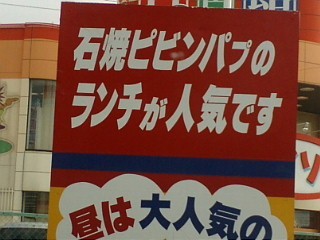 石焼ピビンパプの
ランチが人気です
昼は大人気の